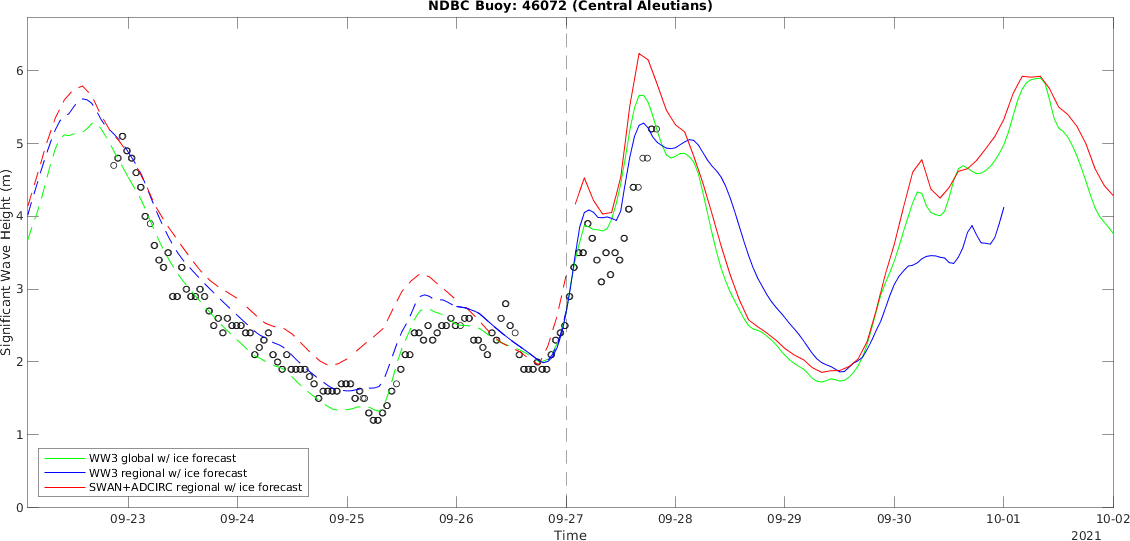 NDBC Buoy: 46072 (Central Aleutians)
Significant Wave Height (m)
6
5
4
3
2
1
0
WW3 global w/ ice forecast
WW3 regional w/ ice forecast
SWAN+ADCIRC regional w/ ice forecast
09-23 09-24 09-25 09-26 09-27 09-28 09-29 09-30 10-01 10-02
Time
2021